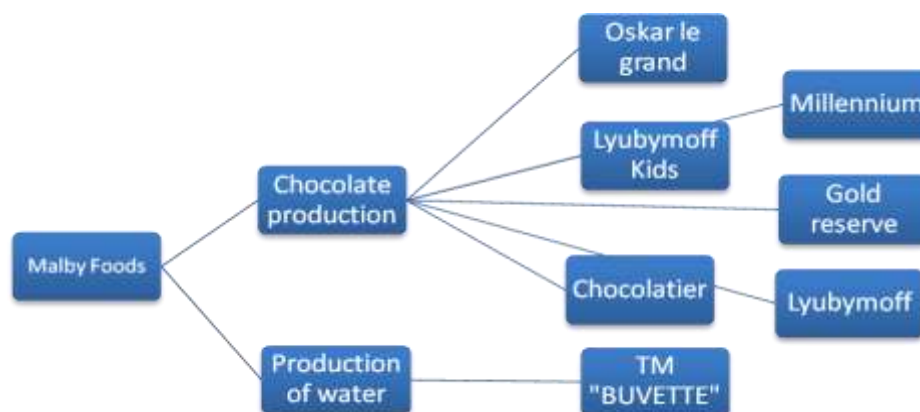 Oskar le
grand
Millennium
Lyubymoff
Kids
Chocolate
production
Gold
reserve
Malby Foods
Chocolatier
Lyubymoff
Production
of water
TM
"BUVETTE"